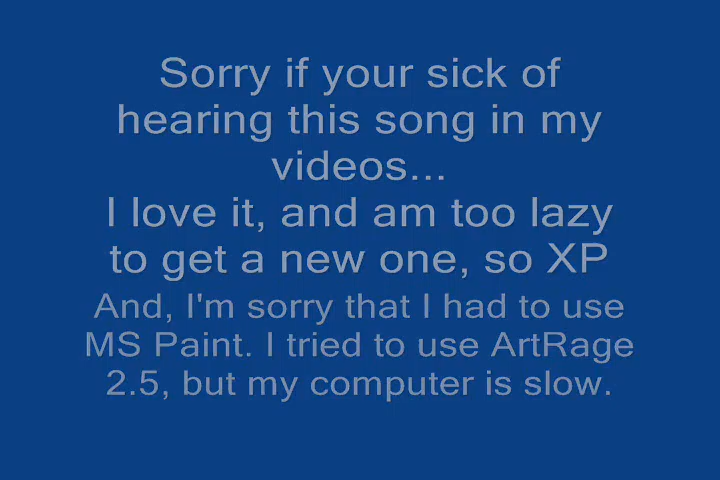 Sorry if your sick of
hearing this song in my
videos...
I love it, and am too lazy
to get a new one, so XP
And, I'm sorry that I had to use
MS Paint. I tried to use ArtRage
2.5, but my computer is slow.